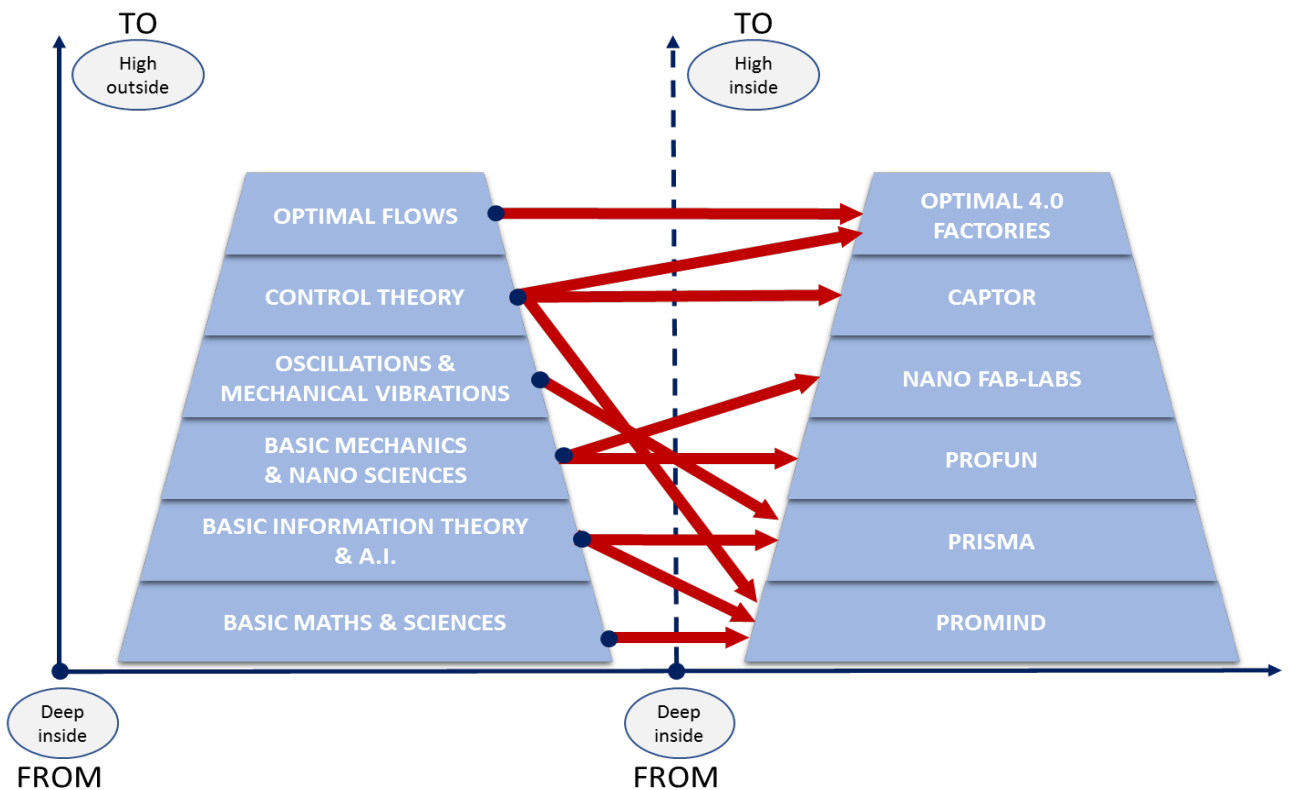 TO
High
outside
TO
High
inside
OPTIMAL FLOWS
CONTROL THEORY
OSCILLATIONS &
MECHANICAL VIBRATIONS
BASIC MECHANICS
& NANO SCIENCES
BASIC INFORMATION THEORY
& A.I.
BASIC MATHS & SCIENCES
OPTIMAL 4.0
FACTORIES
CAPTOR
NANO FAB-LABS
PROFUN
PRISMA
PROMIND
Deep
inside
FROM
Deep
inside
FROM